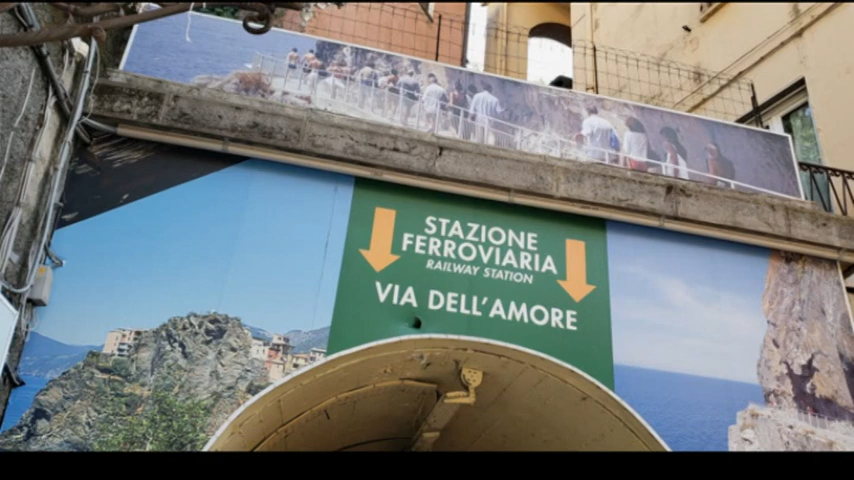 STAZIONE
FERROVIARIA
RAILWAY STATION
VIA DELL'AMORE